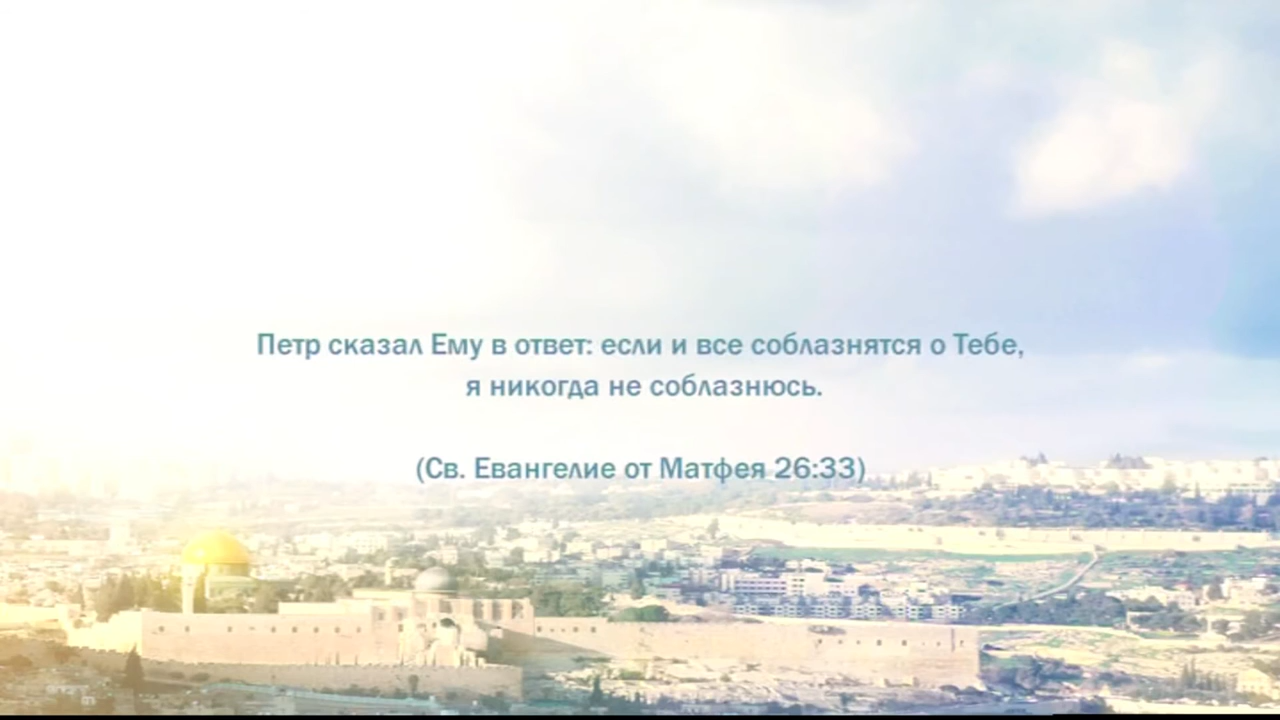 Петр сказал Ему в ответ: если и все соблазнятся о Тебе,
я никогда не соблазнюсь.
(Св. Евангелие от Матфея 26:33)